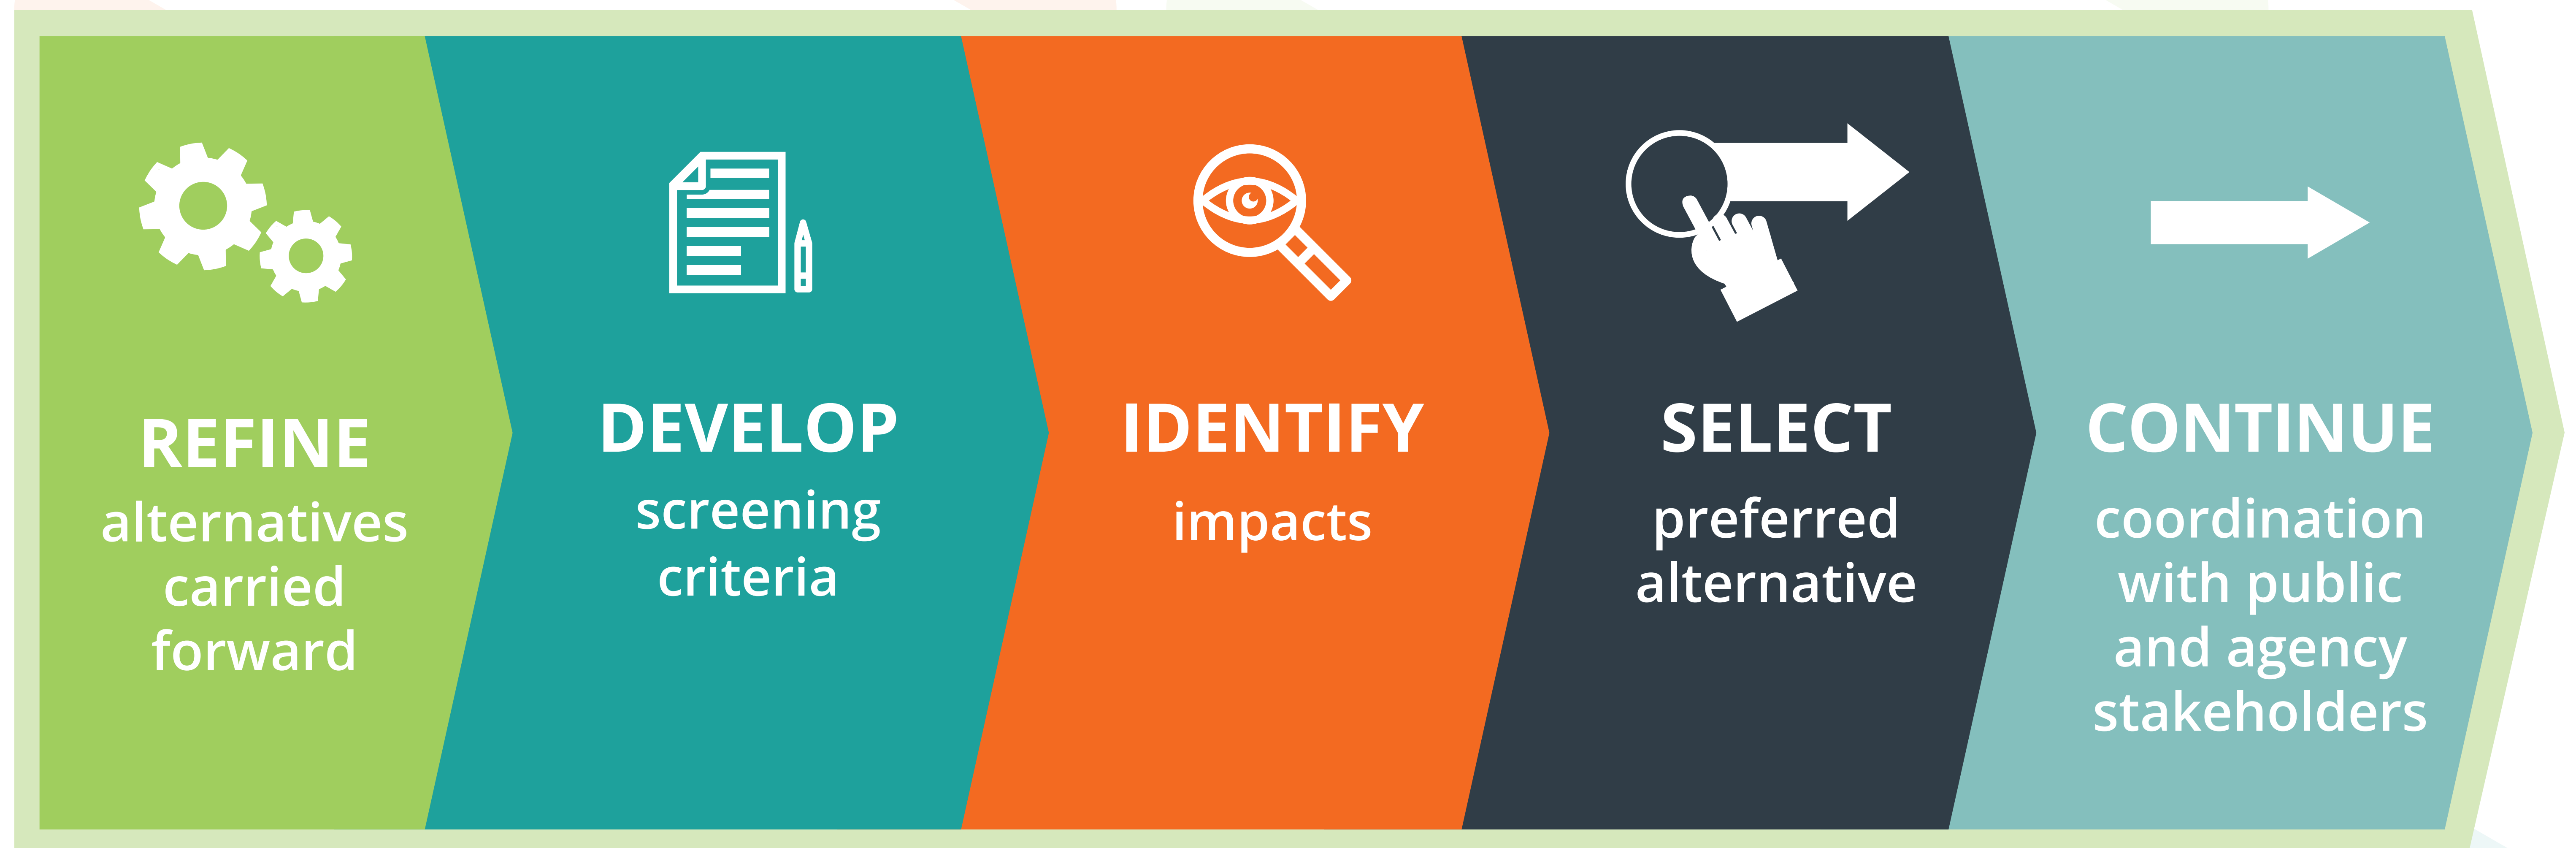 REFINE
alternatives
carried
forward
DEVELOP
screening
criteria
IDENTIFY
impacts
SELECT
preferred
alternative
CONTINUE
coordination
with public
and agency
stakeholders